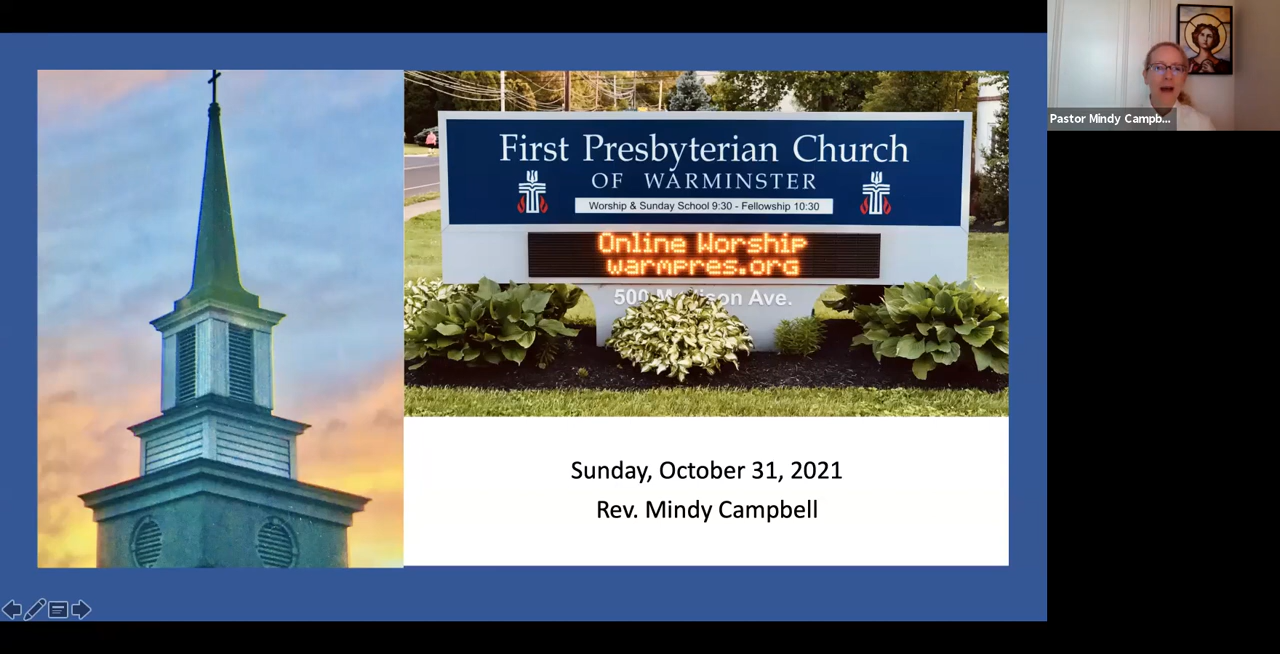 First Presbyterian Church
OF WARMINSTER
Worship & Sunday School 9:30 - Fellowship 10:30
Online Worship
warmpres.org
500 Ave.
Sunday, October 31, 2021
Rev. Mindy Campbell
Pastor Mindy Campb...